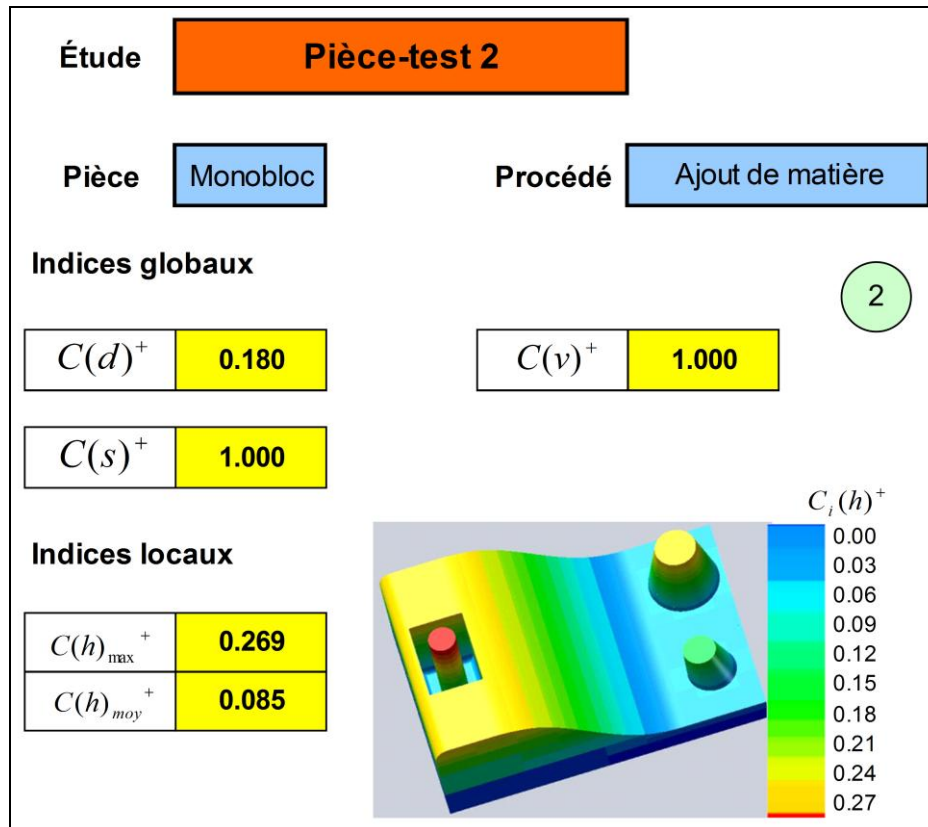 Étude Pièce-test 2
Pièce Monobloc Procédé Ajout de matière
Indices globaux
2
C(d)⁺ 0.180 C(v)⁺ 1.000
C(s)⁺ 1.000
Indices locaux
C(h)max⁺ 0.269
C(h)moy⁺ 0.085
Cᵢ(h)⁺
0.00
0.03
0.06
0.09
0.12
0.15
0.18
0.21
0.24
0.27